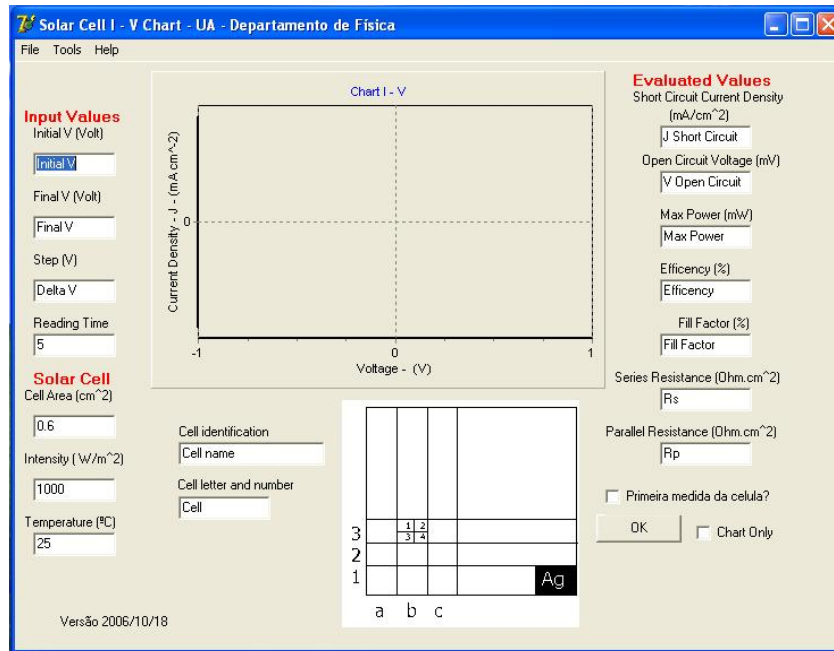 Solar Cell I - V Chart - UA - Departamento de Física
File Tools Help
Input Values
Initial V (Volt)
Initial V
Final V (Volt)
Final V
Step (V)
Delta V
Reading Time
5
Solar Cell
Cell Area (cm^2)
0.6
Intensity ( W/m^2)
1000
Temperature (ºC)
25
Versão 2006/10/18
Chart I - V
Current Density - J - (mA cm^-2)
0
-1 0 1
Voltage - (V)
Cell identification
Cell name
Cell letter and number
Cell
1 2
3 4
3
2
1
Ag
a b c
Evaluated Values
Short Circuit Current Density
(mA/cm^2)
J Short Circuit
Open Circuit Voltage (mV)
V Open Circuit
Max Power (mW)
Max Power
Efficency (%)
Efficency
Fill Factor (%)
Fill Factor
Series Resistance (Ohm.cm^2)
Rs
Parallel Resistance (Ohm.cm^2)
Rp
Primeira medida da celula?
OK
Chart Only